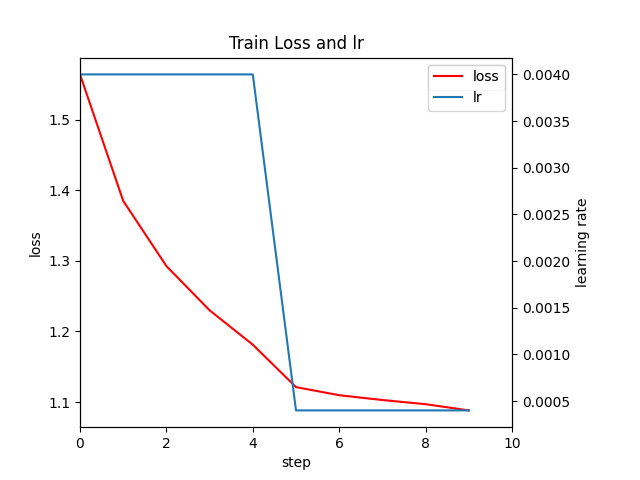 Train Loss and lr
loss
lr
1.5
1.4
1.3
1.2
1.1
loss
0.0040
0.0035
0.0030
0.0025
0.0020
0.0015
0.0010
0.0005
learning rate
0 2 4 6 8 10
step